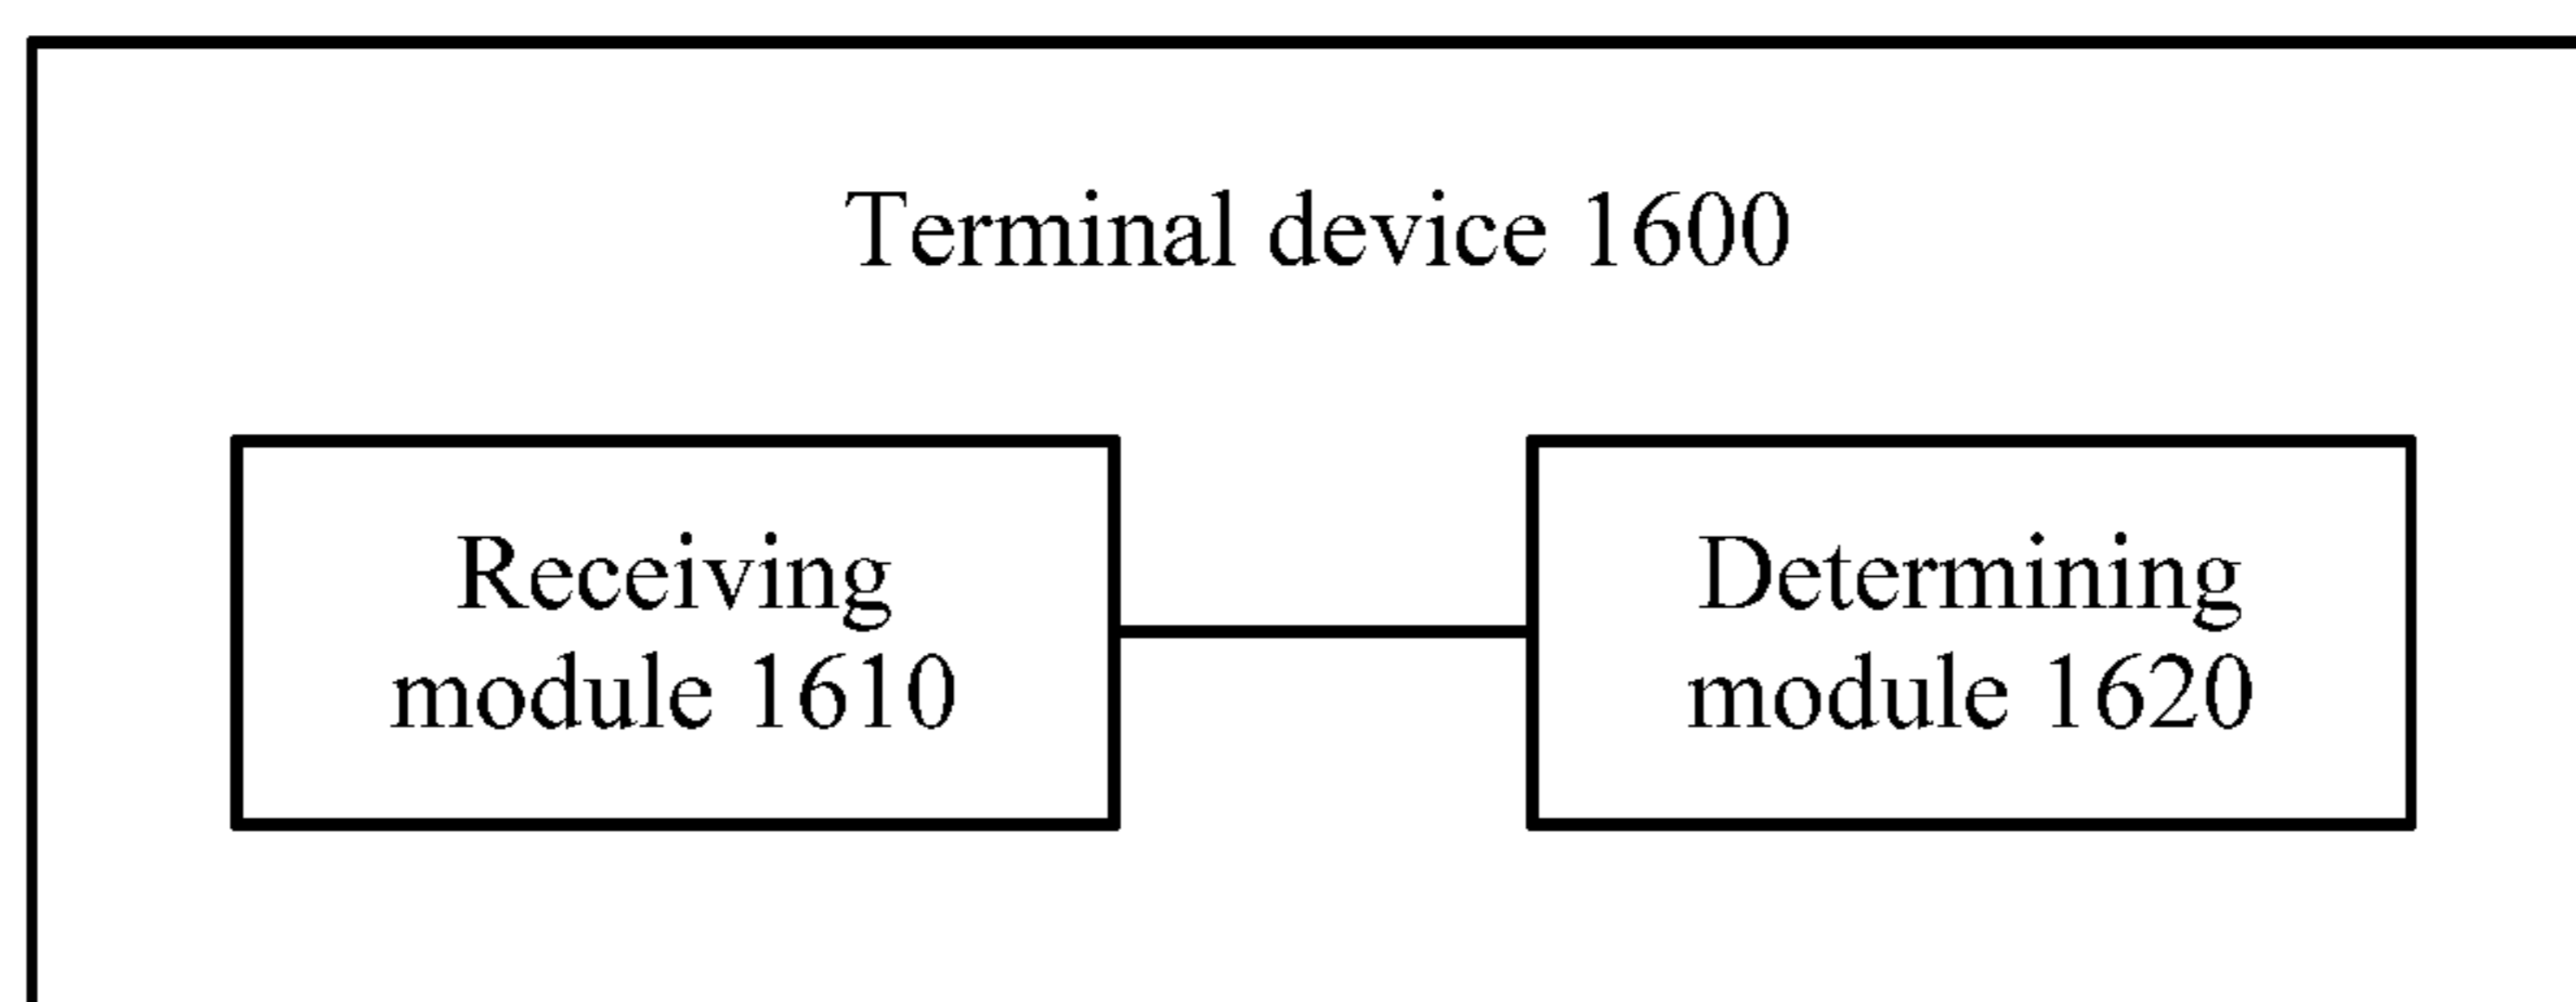 Terminal device 1600
Receiving
module 1610
Determining
module 1620